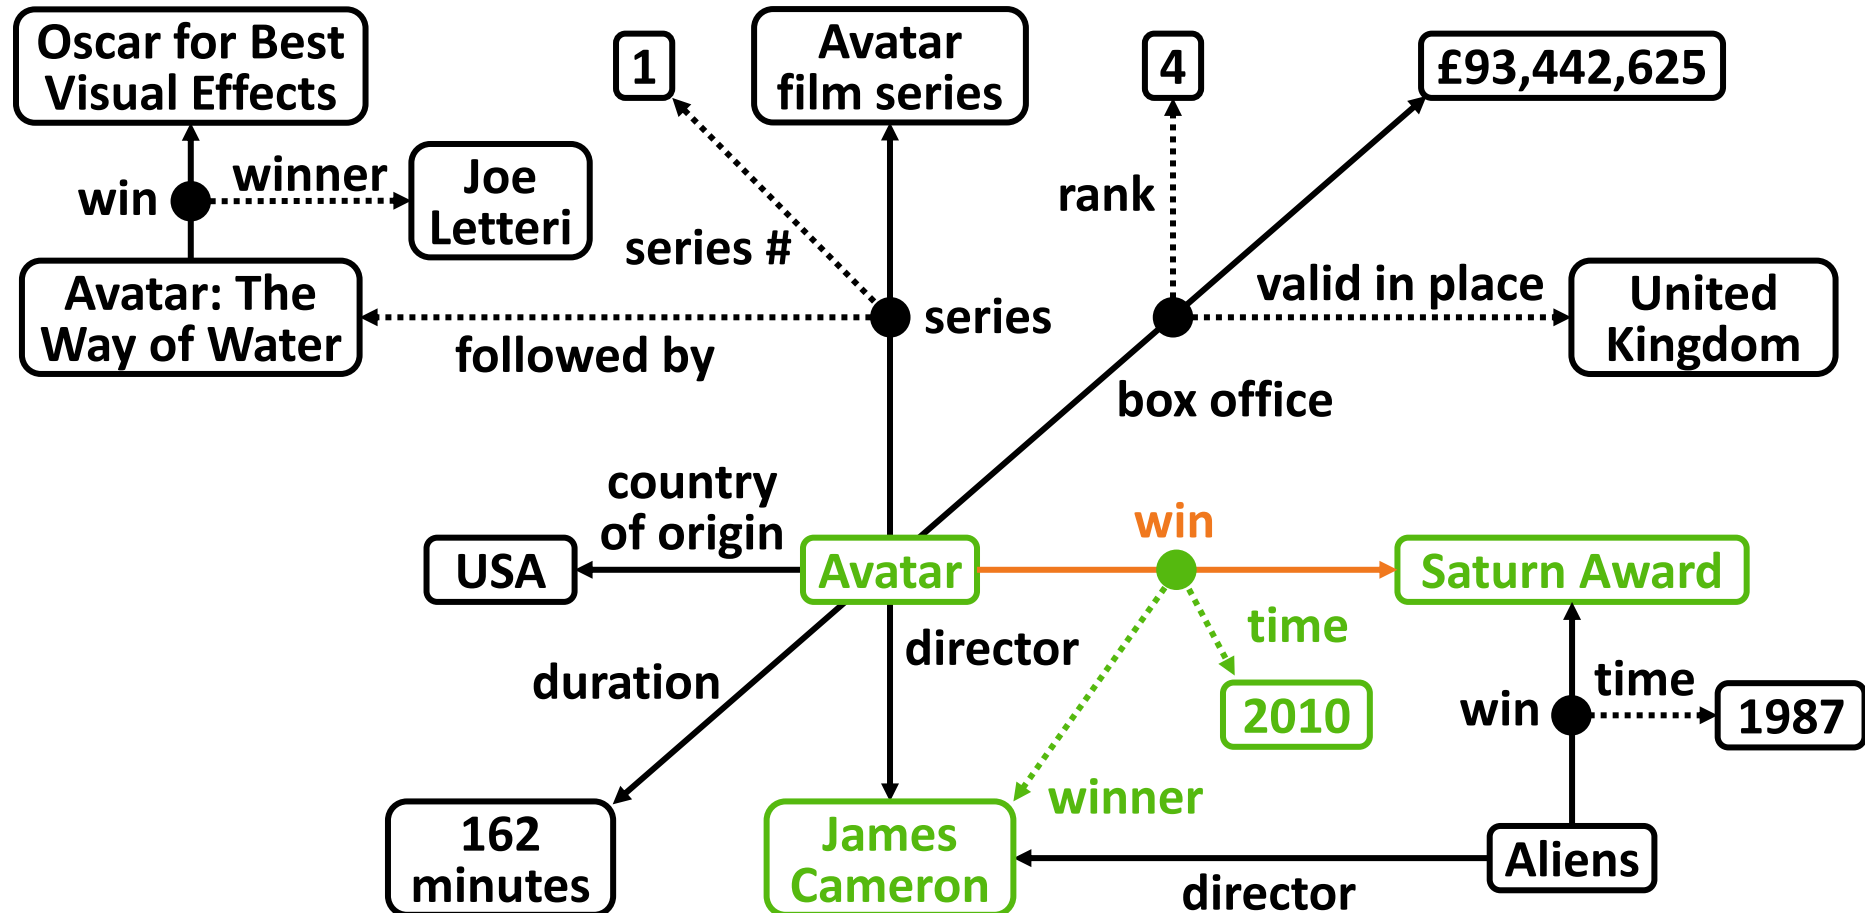 Oscar for Best
Visual Effects
1
Avatar
film series
4
£93,442,625
win
winner
Joe
Letteri
series #
rank
Avatar: The
Way of Water
followed by
series
valid in place
United
Kingdom
box office
country
of origin
USA
Avatar
win
Saturn Award
duration
director
time
2010
winner
win
time
1987
162
minutes
James
Cameron
director
Aliens